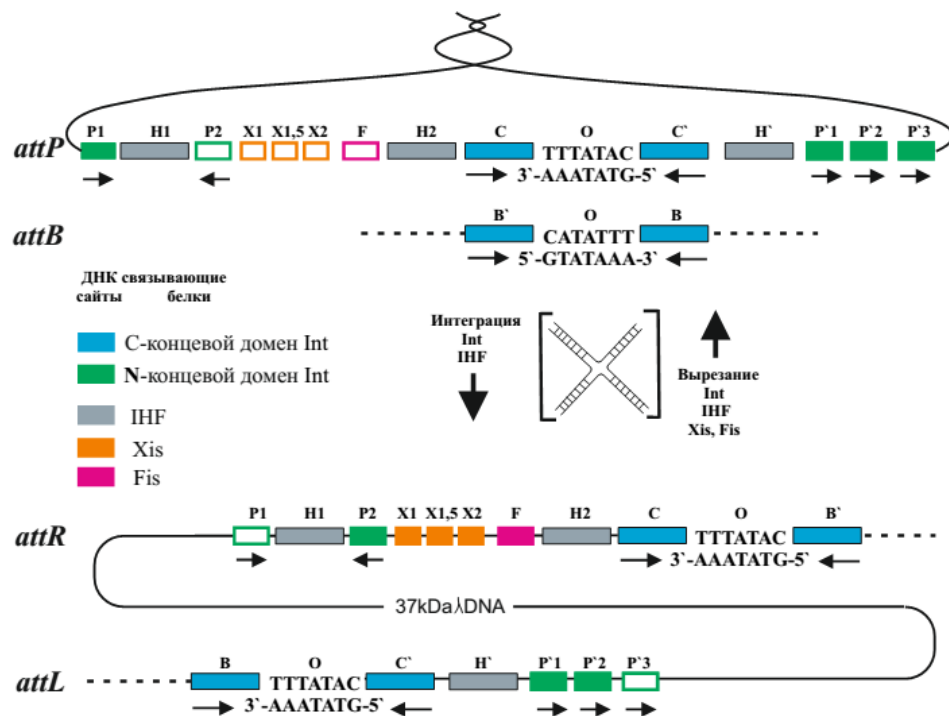 P1 H1 P2 X1 X1,5 X2 F H2 C O C` H` P`1 P`2 P`3
attP TTTATAC
3`-AAATATG-5`
B` O B
attB CATATTT
5`-GTATAAA-3`
ДНК связывающие
сайты белки
С-концевой домен Int
N-концевой домен Int
IHF
Xis
Fis
Интеграция
Int
IHF
Вырезание
Int
IHF
Xis, Fis
P1 H1 P2 X1 X1,5 X2 F H2 C O B`
attR TTTATAC
3`-AAATATG-5`
37kDaλDNA
B O C` H` P`1 P`2 P`3
attL TTTATAC
3`-AAATATG-5`